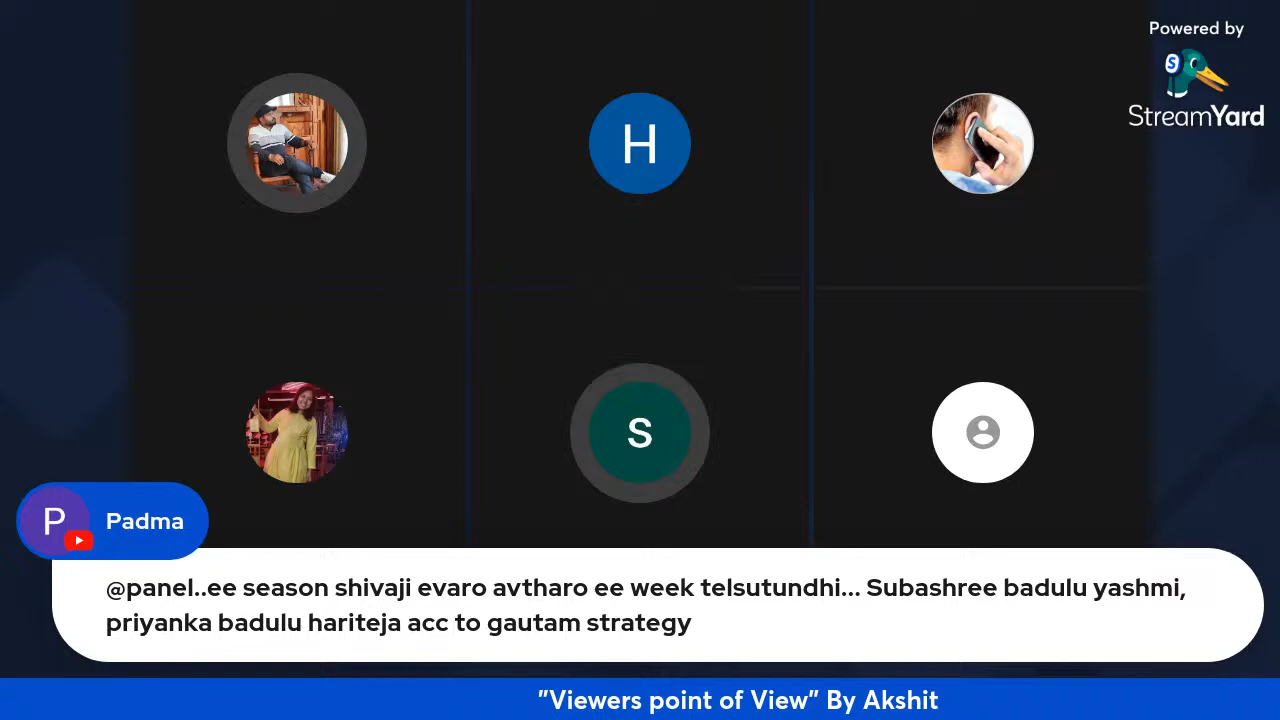 Powered by
S
StreamYard
H
S
P
Padma
@panel..ee season shivaji evaro avtharo ee week telsutundhi... Subashree badulu yashmi,
priyanka badulu hariteja acc to gautam strategy
"Viewers point of View" By Akshit